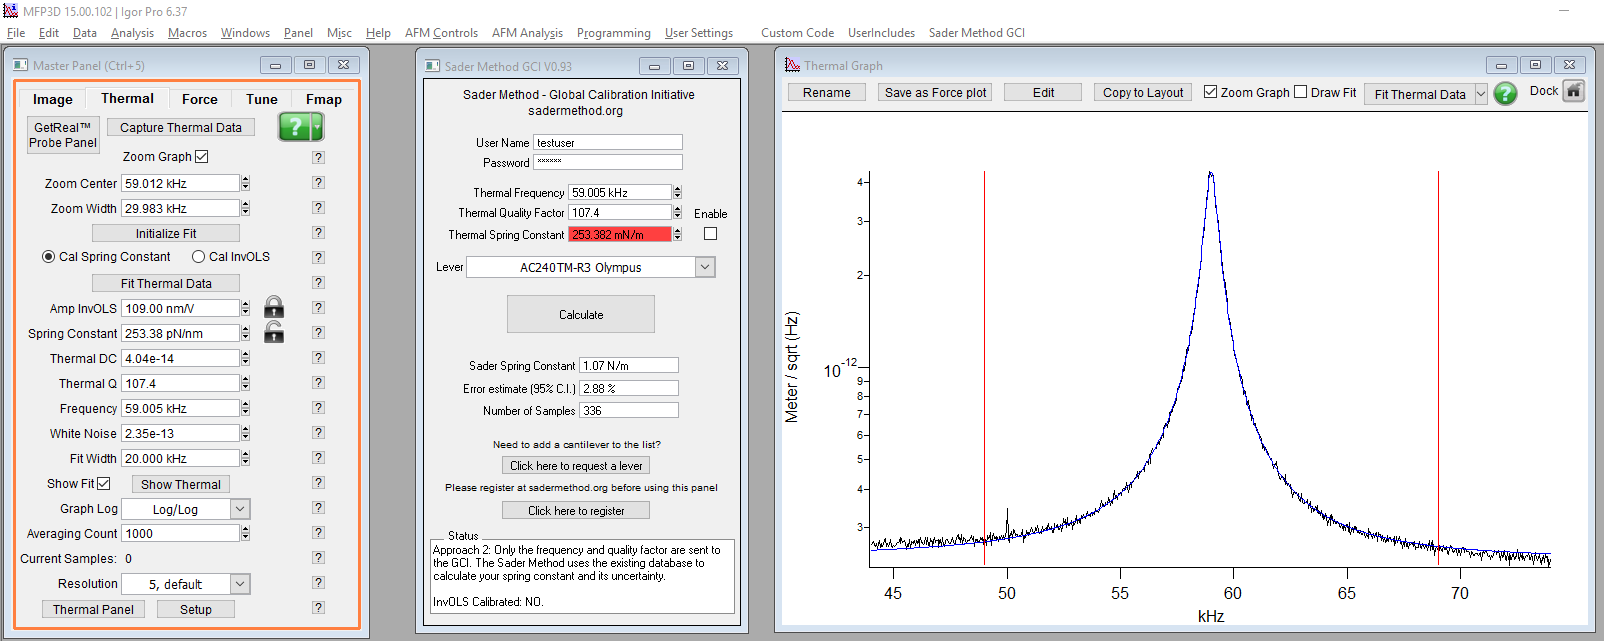 MFP3D 15.00.102 | Igor Pro 6.37
File Edit Data Analysis Macros Windows Panel Misc Help AFM Controls AFM Analysis Programming User Settings Custom Code UserIncludes Sader Method GCI
Master Panel (Ctrl+5)
Image Thermal Force Tune Fmap
GetReal™
Probe Panel
Capture Thermal Data
?
Zoom Graph ?
Zoom Center 59.012 kHz ?
Zoom Width 29.983 kHz ?
Initialize Fit ?
Cal Spring Constant Cal InvOLS ?
Fit Thermal Data ?
Amp InvOLS 109.00 nm/V ?
Spring Constant 253.38 pN/nm ?
Thermal DC 4.04e-14 ?
Thermal Q 107.4 ?
Frequency 59.005 kHz ?
White Noise 2.35e-13 ?
Fit Width 20.000 kHz ?
Show Fit Show Thermal ?
Graph Log Log/Log ?
Averaging Count 1000 ?
Current Samples: 0 ?
Resolution 5, default ?
Thermal Panel Setup ?
Sader Method GCI V0.93
Sader Method - Global Calibration Initiative
sadermethod.org
User Name testuser
Password ******
Thermal Frequency 59.005 kHz
Thermal Quality Factor 107.4 Enable
Thermal Spring Constant 253.382 mN/m
Lever AC240TM-R3 Olympus
Calculate
Sader Spring Constant 1.07 N/m
Error estimate (95% C.I.) 2.88 %
Number of Samples 336
Need to add a cantilever to the list?
Click here to request a lever
Please register at sadermethod.org before using this panel
Click here to register
Status
Approach 2: Only the frequency and quality factor are sent to
the GCI. The Sader Method uses the existing database to
calculate your spring constant and its uncertainty.
InvOLS Calibrated: NO.
Thermal Graph
Rename Save as Force plot Edit Copy to Layout Zoom Graph Draw Fit Fit Thermal Data ? Dock
Meter / sqrt (Hz)
4
3
2
10-12
9
8
7
6
5
4
3
45 50 55 60 65 70
kHz